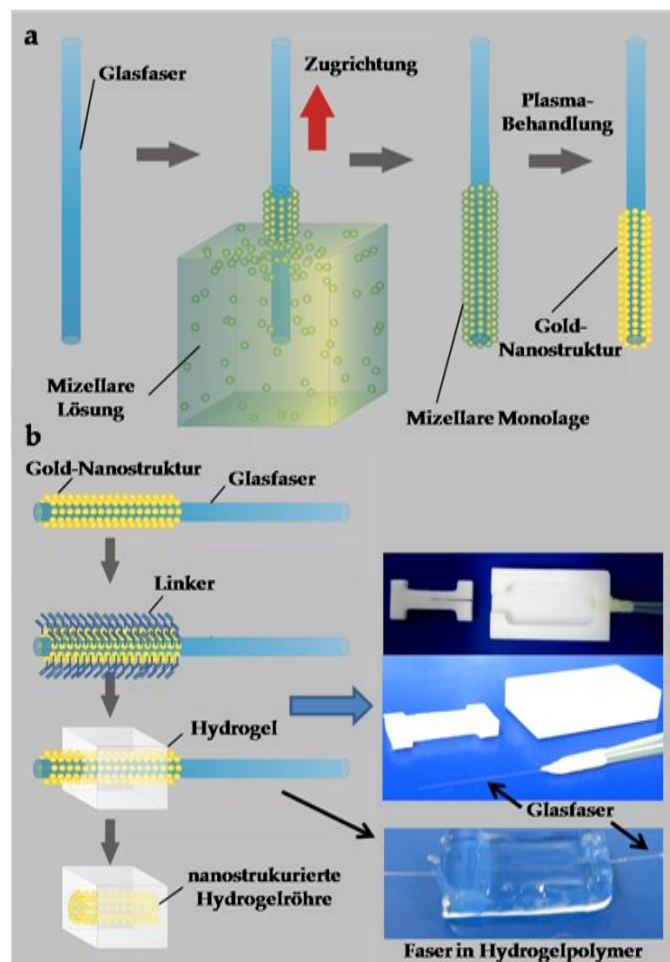 a
Glasfaser
Zugrichtung
Plasma-
Behandlung
Mizellare
Lösung
Mizellare Monolage
Gold-
Nanostruktur
b
Gold-Nanostruktur
Glasfaser
Linker
Hydrogel
Glasfaser
nanostrukurierte
Hydrogelröhre
Faser in Hydrogelpolymer